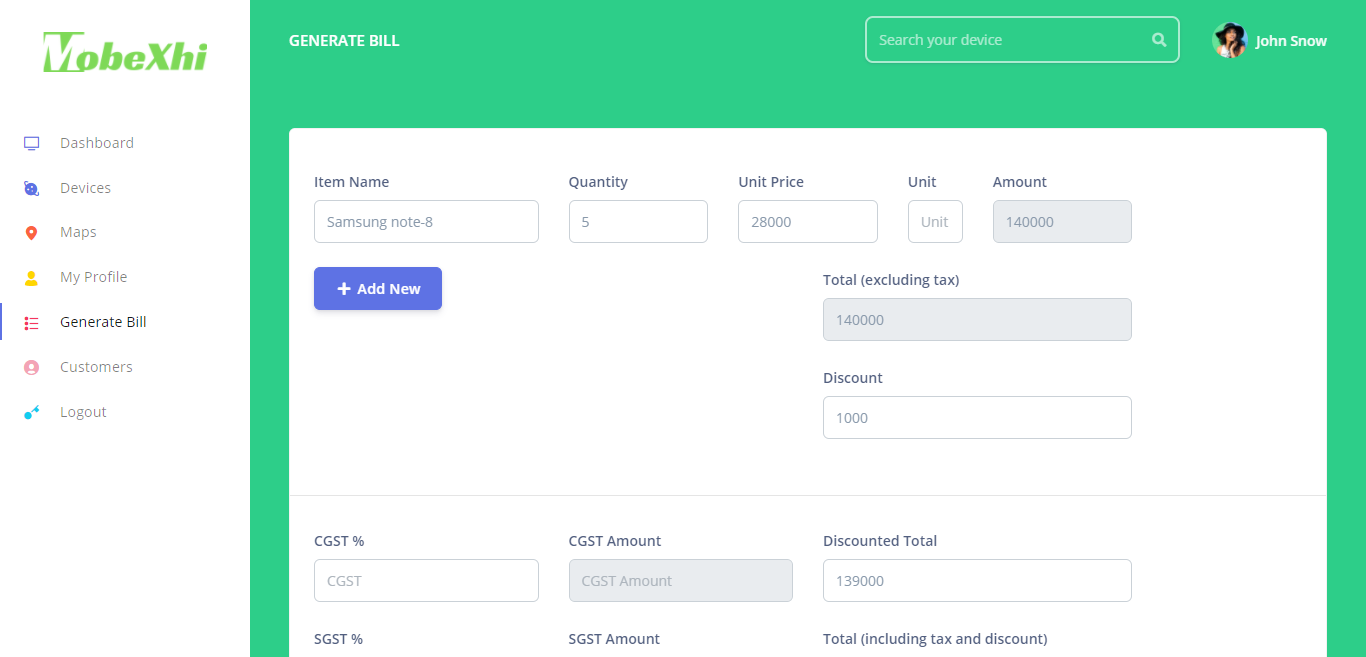 MobeXhi
GENERATE BILL
Search your device
John Snow
Dashboard
Devices
Maps
My Profile
Generate Bill
Customers
Logout
Item Name Quantity Unit Price Unit Amount
Samsung note-8 5 28000 Unit 140000
Add New
Total (excluding tax)
140000
Discount
1000
CGST % CGST Amount Discounted Total
CGST CGST Amount 139000
SGST % SGST Amount Total (including tax and discount)